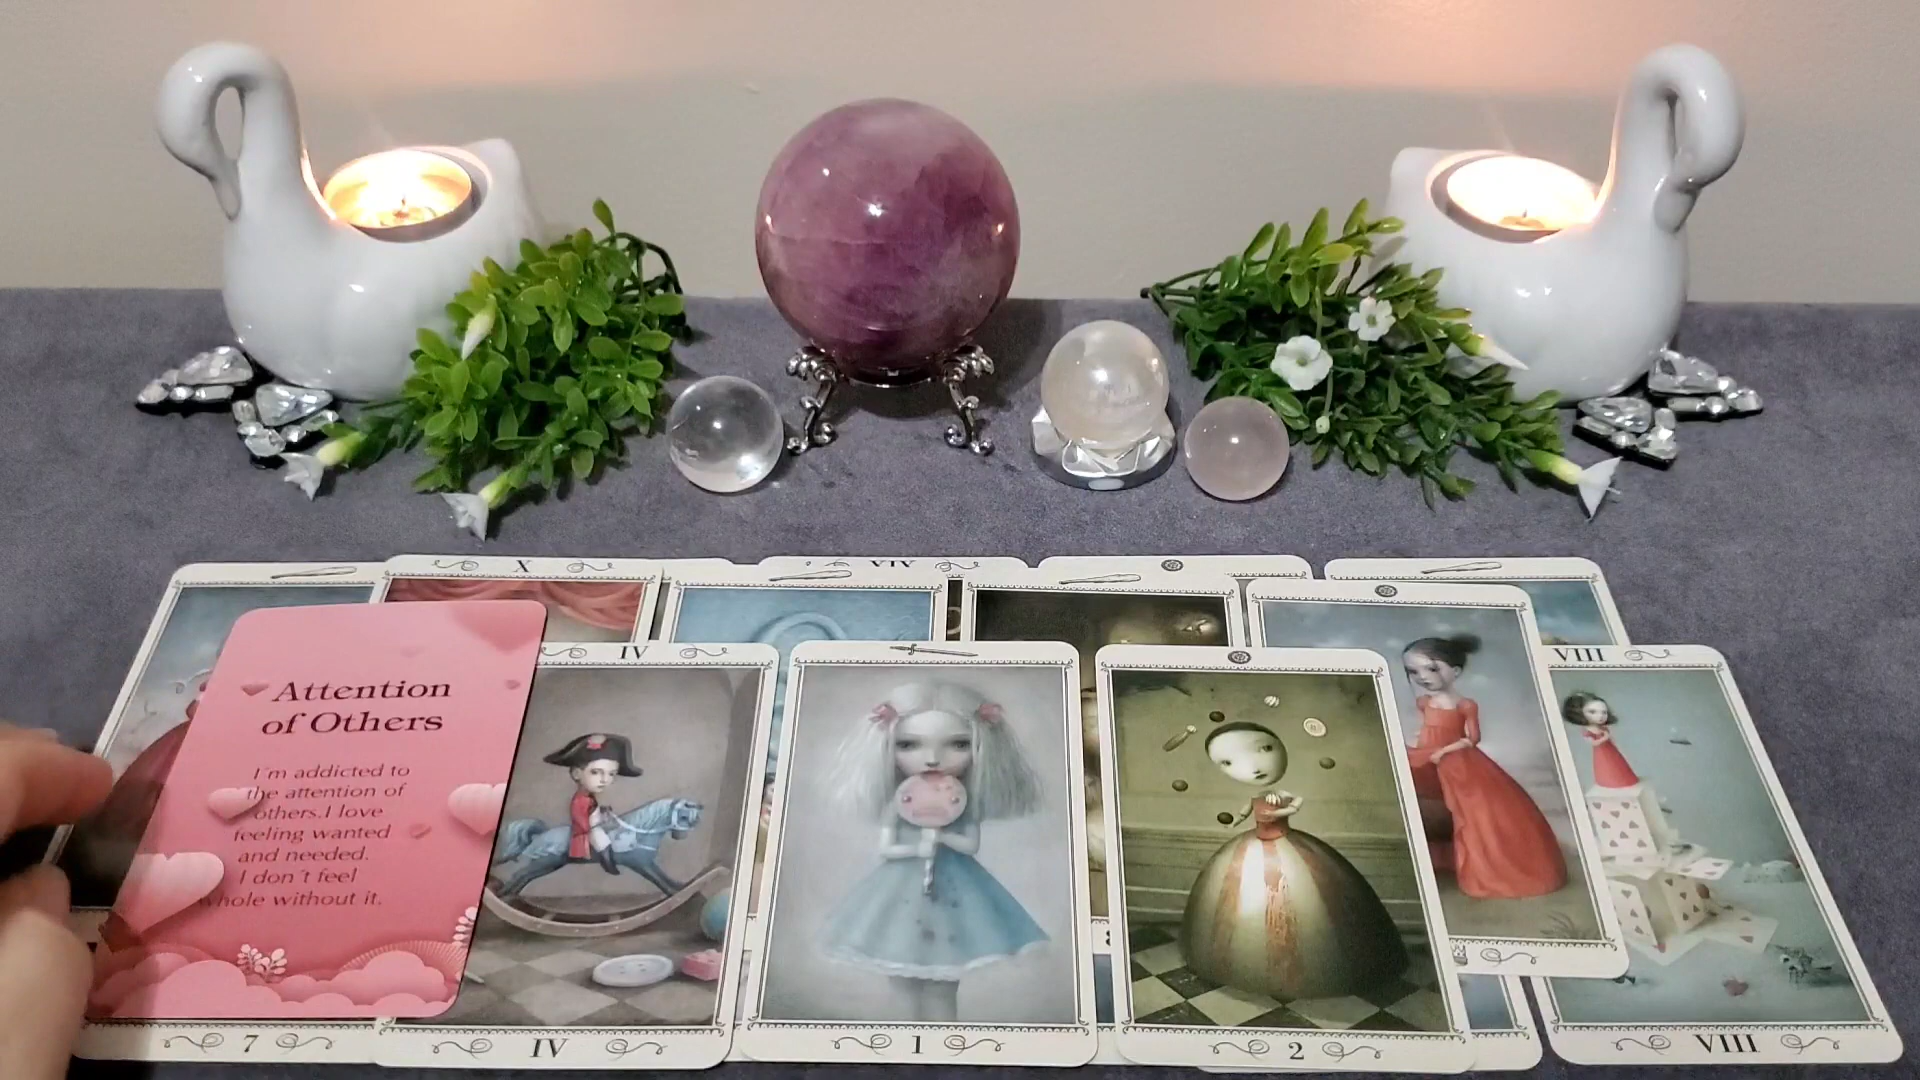 X
VIX
IV
VIII
Attention
of Others
I´m addicted to
the attention of
others.I love
feeling wanted
and needed.
I don´t feel
whole without it.
7
IV
1
2
VIII